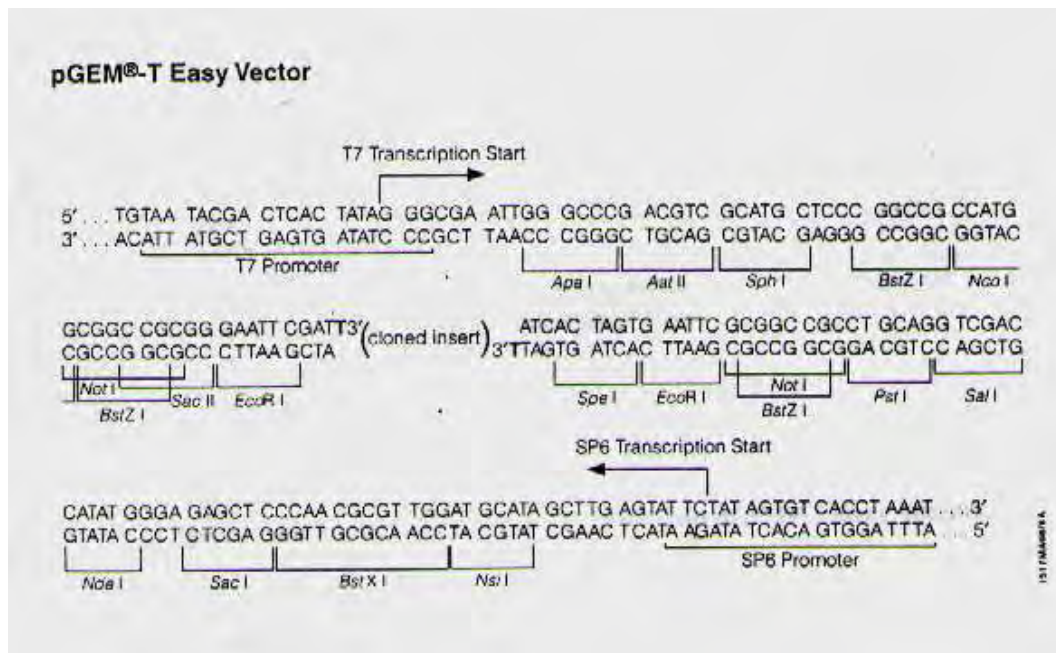 pGEM®-T Easy Vector
T7 Transcription Start
5′ . . . TGTAA TACGA CTCAC TATAG GGCGA ATTGG GCCCG ACGTC GCATG CTCCC GGCCG CCATG
3′ . . . ACATT ATGCT GAGTG ATATC CCGCT TAACC CGGGC TGCAG CGTAC GAGGG CCGGC GGTAC
T7 Promoter
Apa I Aat II Sph I BstZ I Nco I
GCGGC CGCGG GAATT CGATT3′ (cloned insert) ATCAC TAGTG AATTC GCGGC CGCCT GCAGG TCGAC
CGCCG GCGCC CTTAA GCTA 3′TTAGTG ATCAC TTAAG CGCCG GCGGA CGTCC AGCTG
Not I Sac II EcoR I Spe I EcoR I Not I Pst I Sal I
BstZ I BstZ I
SP6 Transcription Start
CATAT GGGA GAGCT CCCAA CGCGT TGGAT GCATA GCTTG AGTAT TCTAT AGTGT CACCT AAAT . . . 3′
GTATA CCCT CTCGA GGGTT GCGCA ACCTA CGTAT CGAACT CATA AGATA TCACA GTGGA TTTA . . . 5′
SP6 Promoter
Nde I Sac I BstX I Nsi I